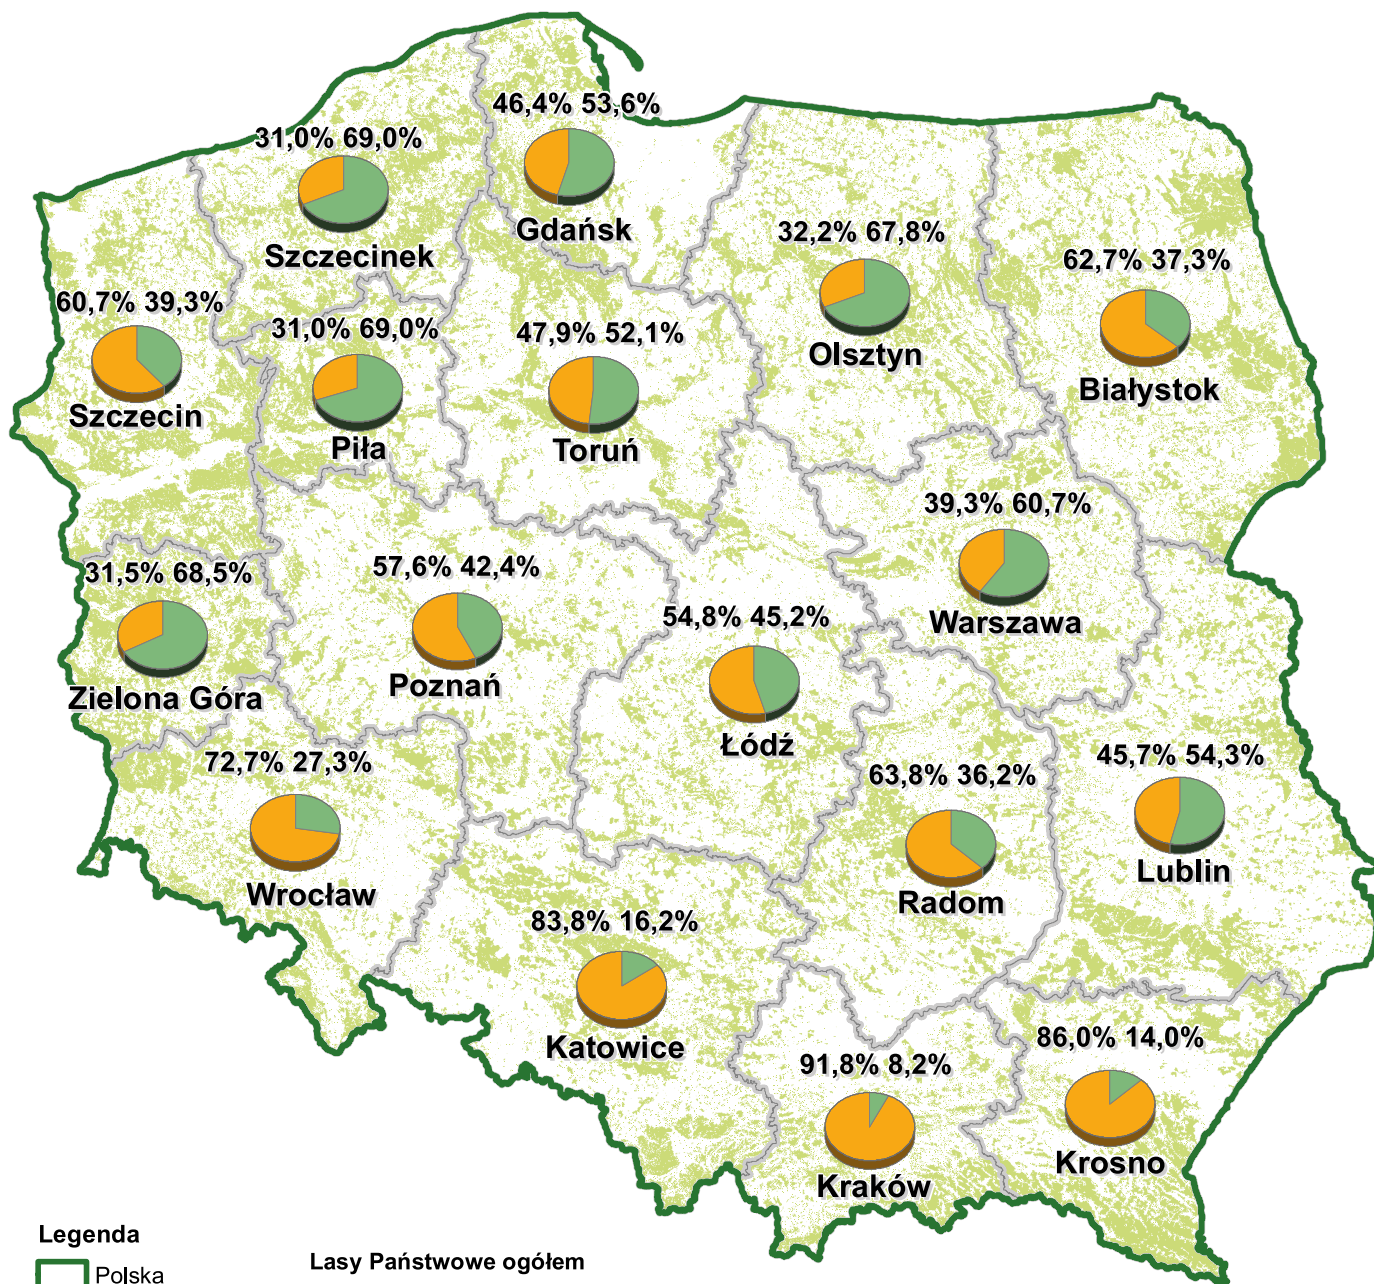 46,4% 53,6%
Gdańsk
31,0% 69,0%
Szczecinek
32,2% 67,8%
Olsztyn
62,7% 37,3%
Białystok
60,7% 39,3%
Szczecin
31,0% 69,0%
Piła
47,9% 52,1%
Toruń
39,3% 60,7%
Warszawa
31,5% 68,5%
Zielona Góra
57,6% 42,4%
Poznań
54,8% 45,2%
Łódź
72,7% 27,3%
Wrocław
63,8% 36,2%
Radom
45,7% 54,3%
Lublin
83,8% 16,2%
Katowice
91,8% 8,2%
Kraków
86,0% 14,0%
Krosno
Legenda
Polska
Lasy Państwowe ogółem